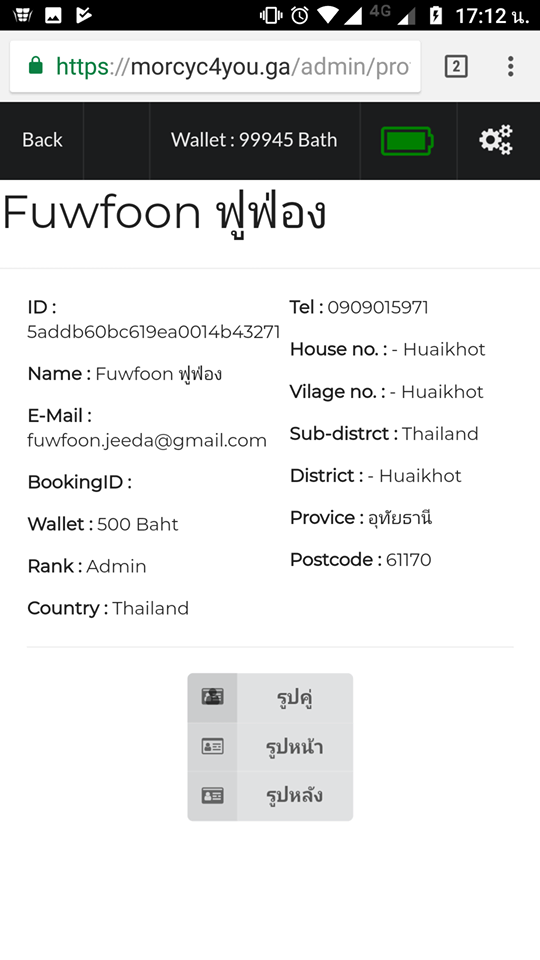 4G 17:12 น.
https://morcyc4you.ga/admin/pro
2
Back
Wallet : 99945 Bath
Fuwfoon ฟูฟ่อง
ID :
5addb60bc619ea0014b43271
Name : Fuwfoon ฟูฟ่อง
E-Mail :
fuwfoon.jeeda@gmail.com
BookingID :
Wallet : 500 Baht
Rank : Admin
Country : Thailand
Tel : 0909015971
House no. : - Huaikhot
Vilage no. : - Huaikhot
Sub-distrct : Thailand
District : - Huaikhot
Provice : อุทัยธานี
Postcode : 61170
รูปคู่
รูปหน้า
รูปหลัง